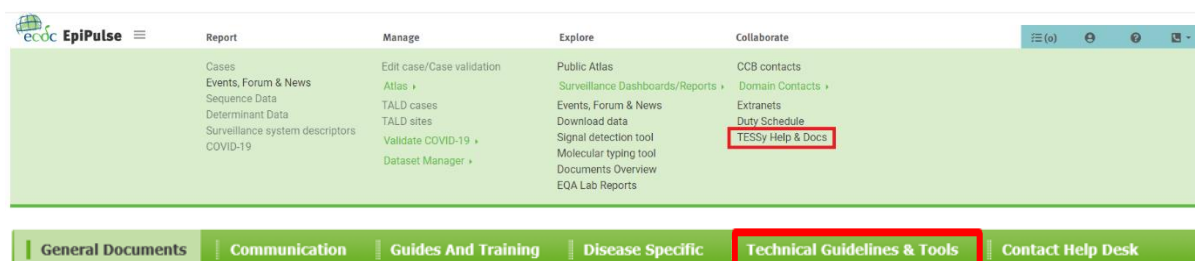 ecdc EpiPulse
Report
Manage
Explore
Collaborate
(0)
Cases
Events, Forum & News
Sequence Data
Determinant Data
Surveillance system descriptors
COVID-19
Edit case/Case validation
Atlas
TALD cases
TALD sites
Validate COVID-19
Dataset Manager
Public Atlas
Surveillance Dashboards/Reports
Events, Forum & News
Download data
Signal detection tool
Molecular typing tool
Documents Overview
EQA Lab Reports
CCB contacts
Domain Contacts
Extranets
Duty Schedule
TESSy Help & Docs
General Documents
Communication
Guides And Training
Disease Specific
Technical Guidelines & Tools
Contact Help Desk